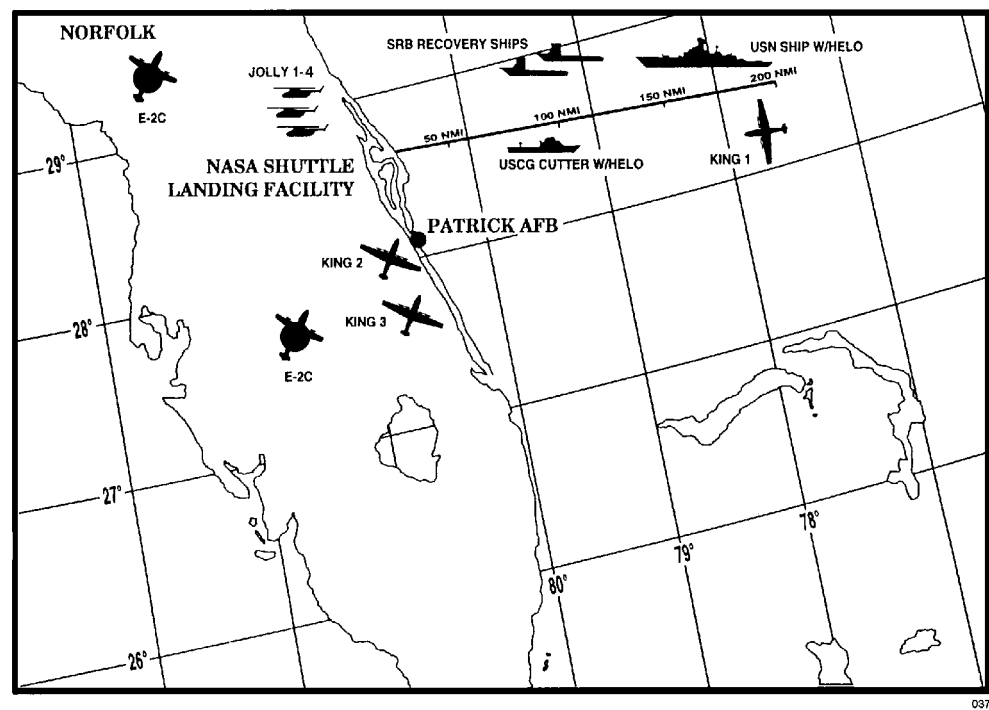 NORFOLK
E-2C
JOLLY 1-4
SRB RECOVERY SHIPS
USN SHIP W/HELO
50 NMI
100 NMI
150 NMI
200 NMI
USCG CUTTER W/HELO
KING 1
NASA SHUTTLE
LANDING FACILITY
PATRICK AFB
KING 2
KING 3
E-2C
29°
28°
27°
26°
80°
79°
78°
037